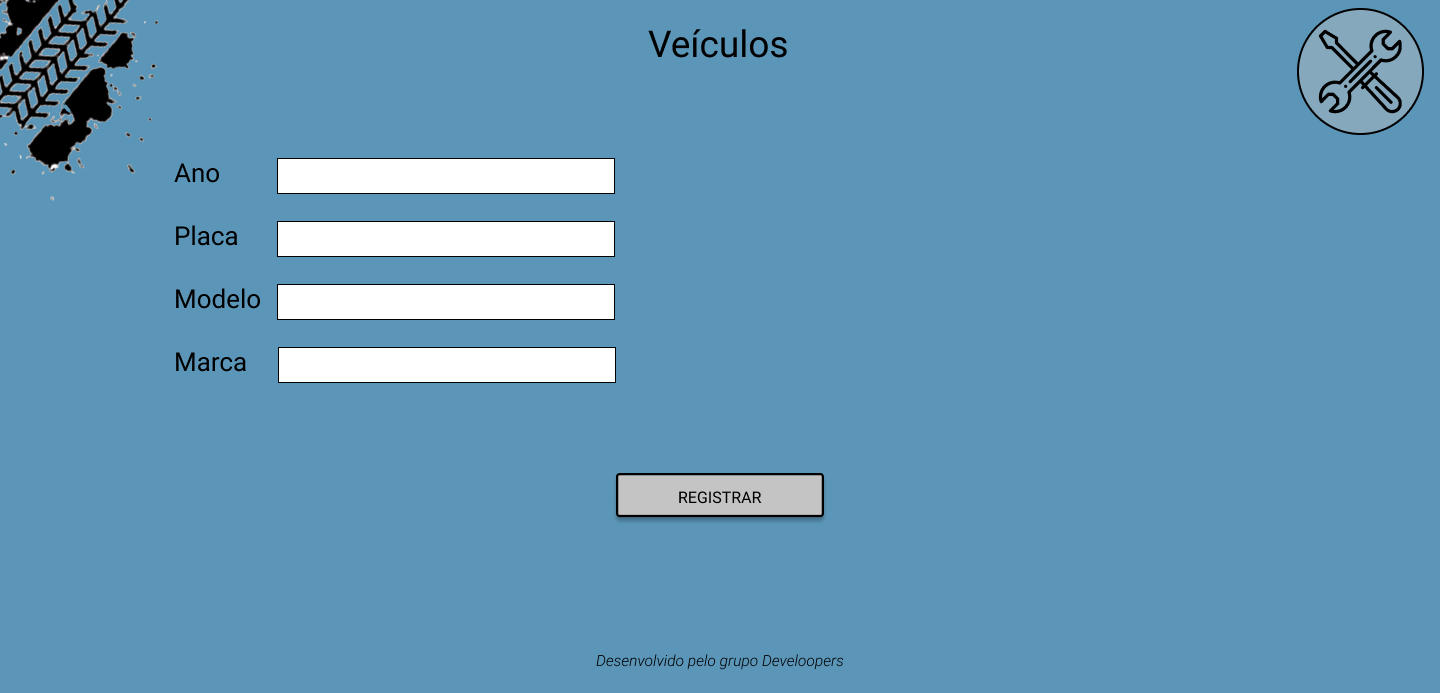 Veículos
Ano
Placa
Modelo
Marca
REGISTRAR
Desenvolvido pelo grupo Develoopers